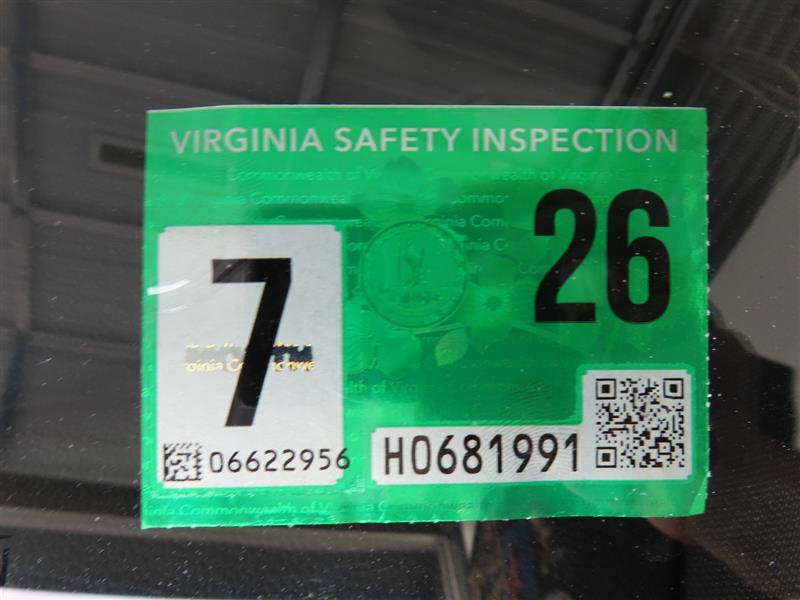 VIRGINIA SAFETY INSPECTION
26
7
06622956
H0681991